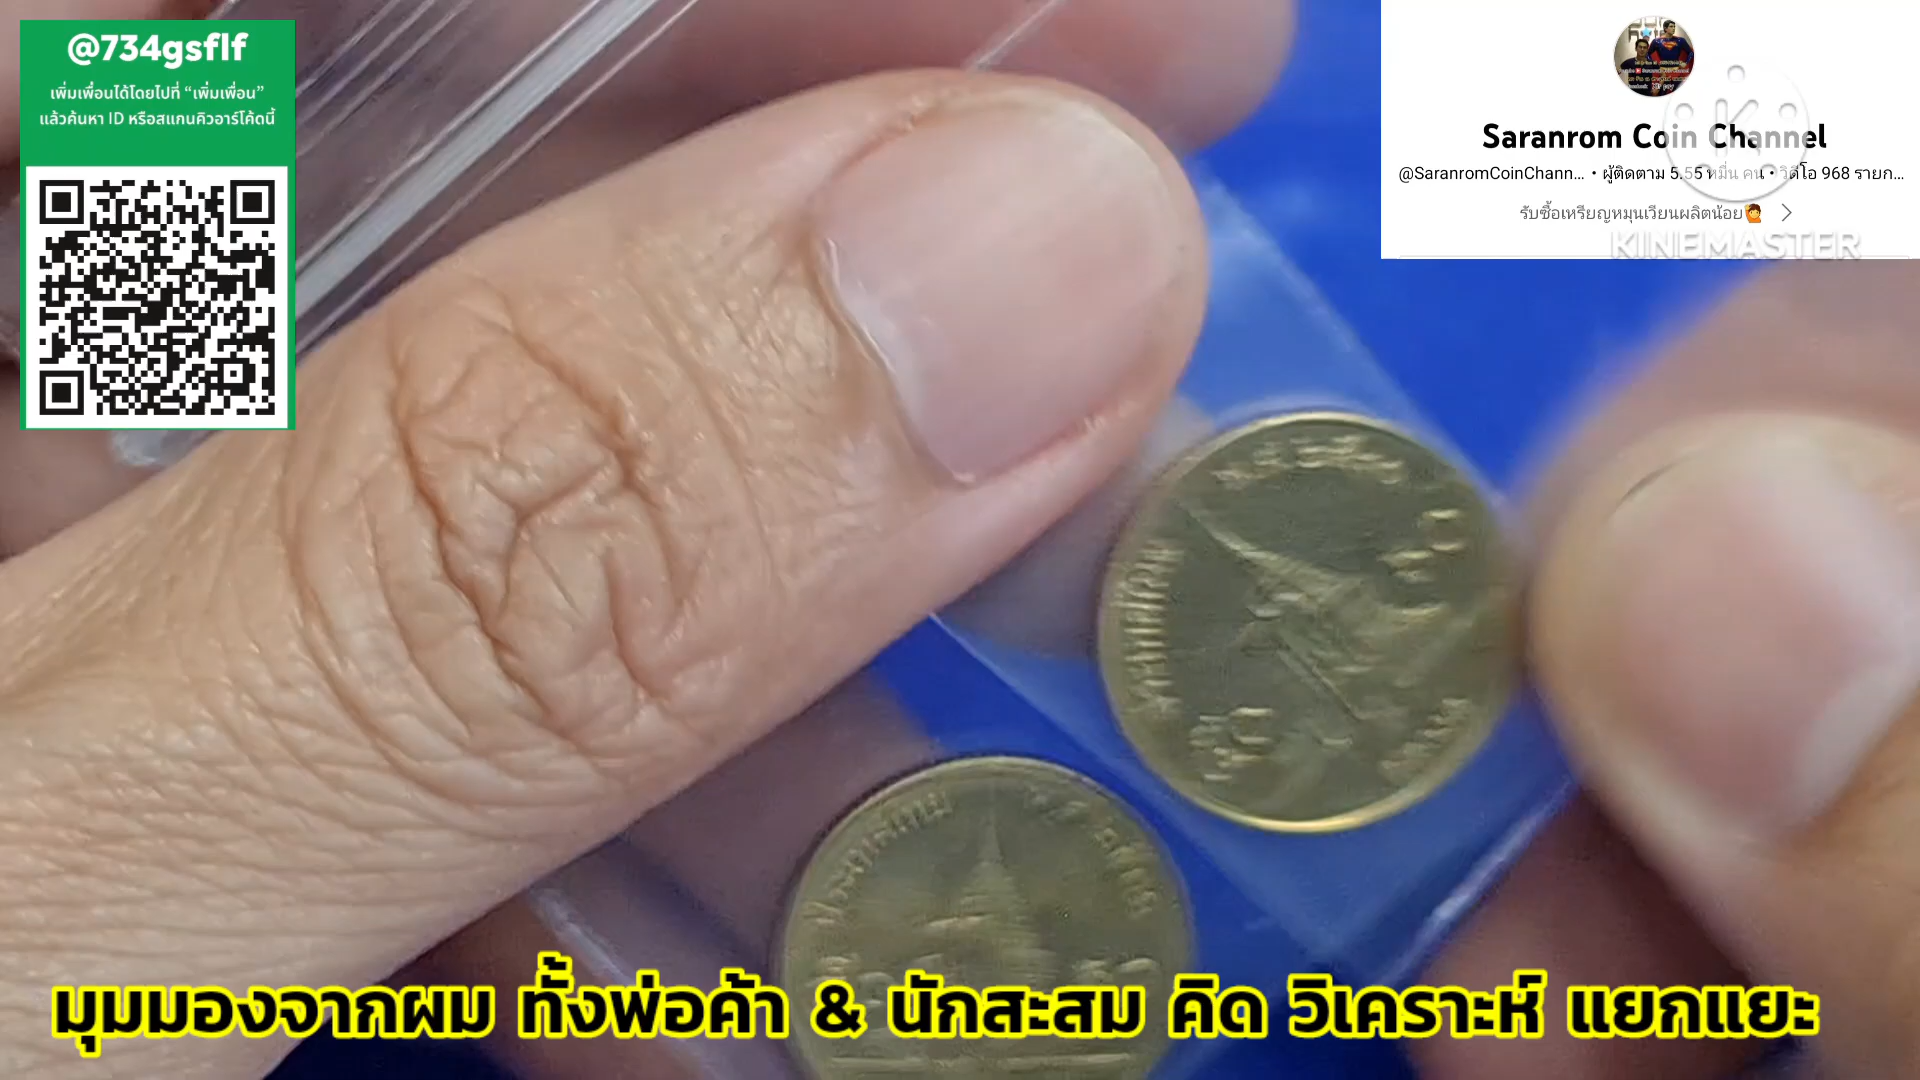 @734gsflf
เพิ่มเพื่อนได้โดยไปที่ “เพิ่มเพื่อน”
แล้วค้นหา ID หรือสแกนคิวอาร์โค้ดนี้
Saranrom Coin Channel
@SaranromCoinChann... • ผู้ติดตาม 5.55 หมื่น คน • วิดีโอ 968 รายก...
รับซื้อเหรียญหมุนเวียนผลิตน้อย🙋
KINEMASTER
มุมมองจากผม ทั้งพ่อค้า & นักสะสม คิด วิเคราะห์ แยกแยะ